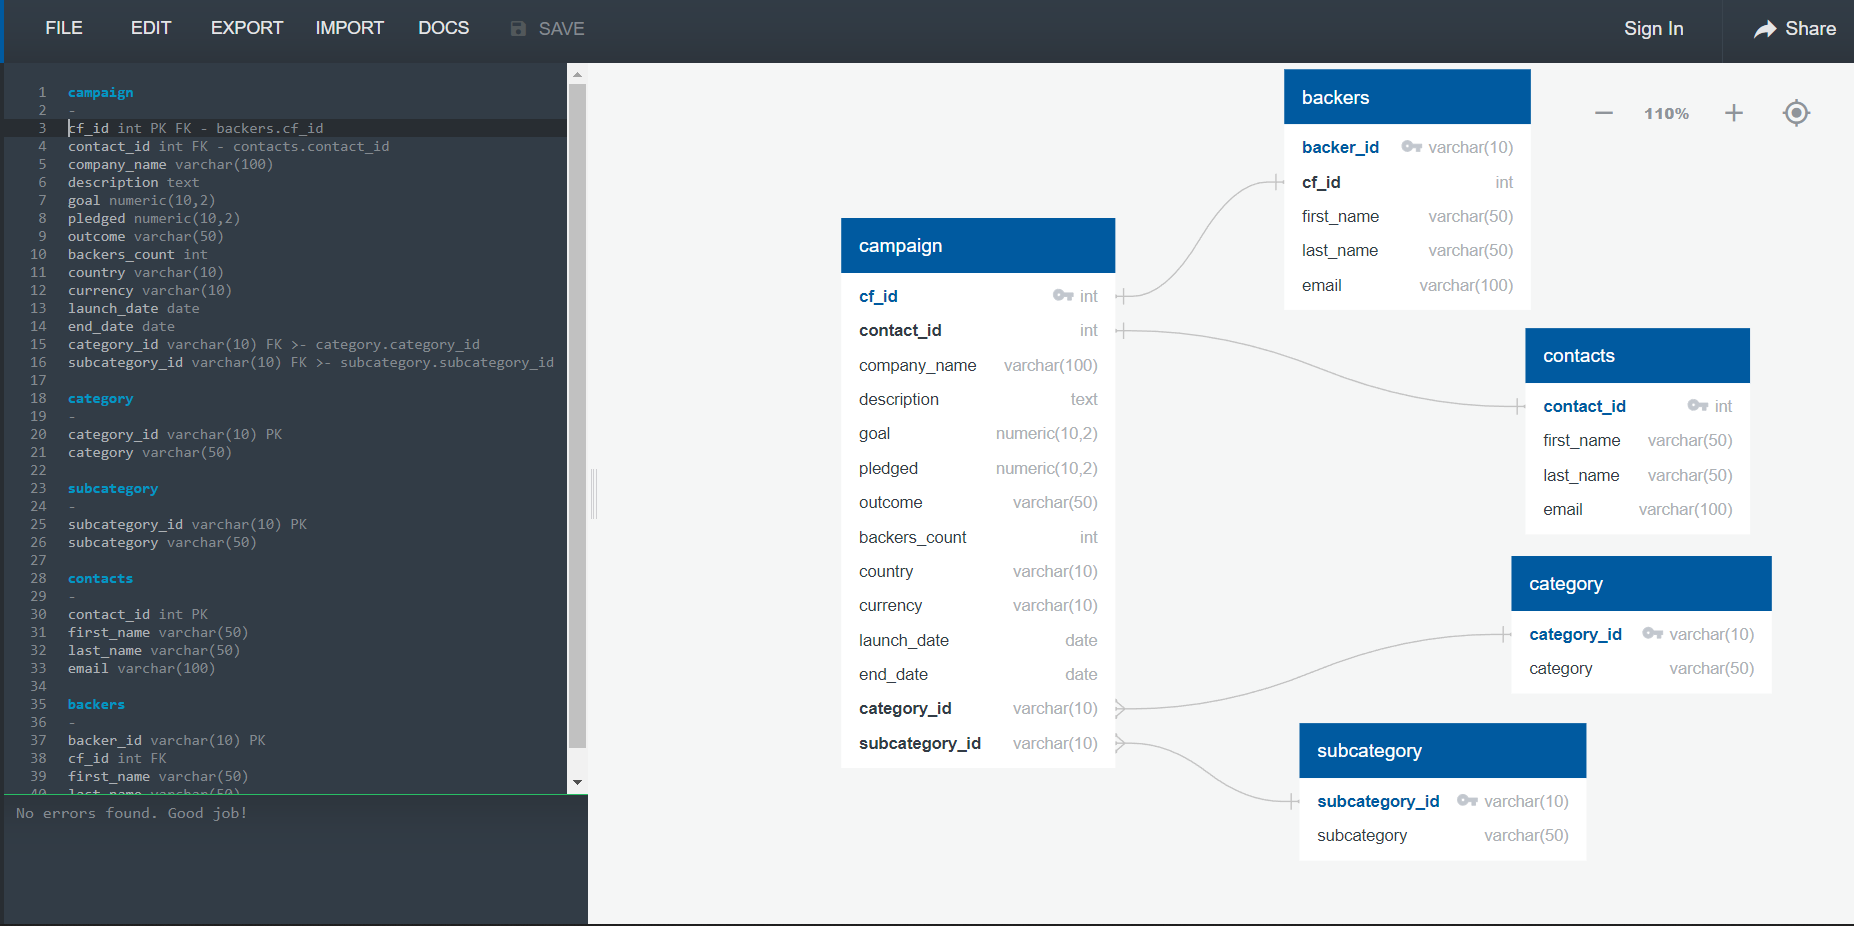 FILE EDIT EXPORT IMPORT DOCS SAVE Sign In Share
1 campaign
2 -
3 cf_id int PK FK - backers.cf_id
4 contact_id int FK - contacts.contact_id
5 company_name varchar(100)
6 description text
7 goal numeric(10,2)
8 pledged numeric(10,2)
9 outcome varchar(50)
10 backers_count int
11 country varchar(10)
12 currency varchar(10)
13 launch_date date
14 end_date date
15 category_id varchar(10) FK >- category.category_id
16 subcategory_id varchar(10) FK >- subcategory.subcategory_id
17
18 category
19 -
20 category_id varchar(10) PK
21 category varchar(50)
22
23 subcategory
24 -
25 subcategory_id varchar(10) PK
26 subcategory varchar(50)
27
28 contacts
29 -
30 contact_id int PK
31 first_name varchar(50)
32 last_name varchar(50)
33 email varchar(100)
34
35 backers
36 -
37 backer_id varchar(10) PK
38 cf_id int FK
39 first_name varchar(50)
40 last_name varchar(50)
No errors found. Good job!
110%
campaign
cf_id int
contact_id int
company_name varchar(100)
description text
goal numeric(10,2)
pledged numeric(10,2)
outcome varchar(50)
backers_count int
country varchar(10)
currency varchar(10)
launch_date date
end_date date
category_id varchar(10)
subcategory_id varchar(10)
backers
backer_id varchar(10)
cf_id int
first_name varchar(50)
last_name varchar(50)
email varchar(100)
contacts
contact_id int
first_name varchar(50)
last_name varchar(50)
email varchar(100)
category
category_id varchar(10)
category varchar(50)
subcategory
subcategory_id varchar(10)
subcategory varchar(50)